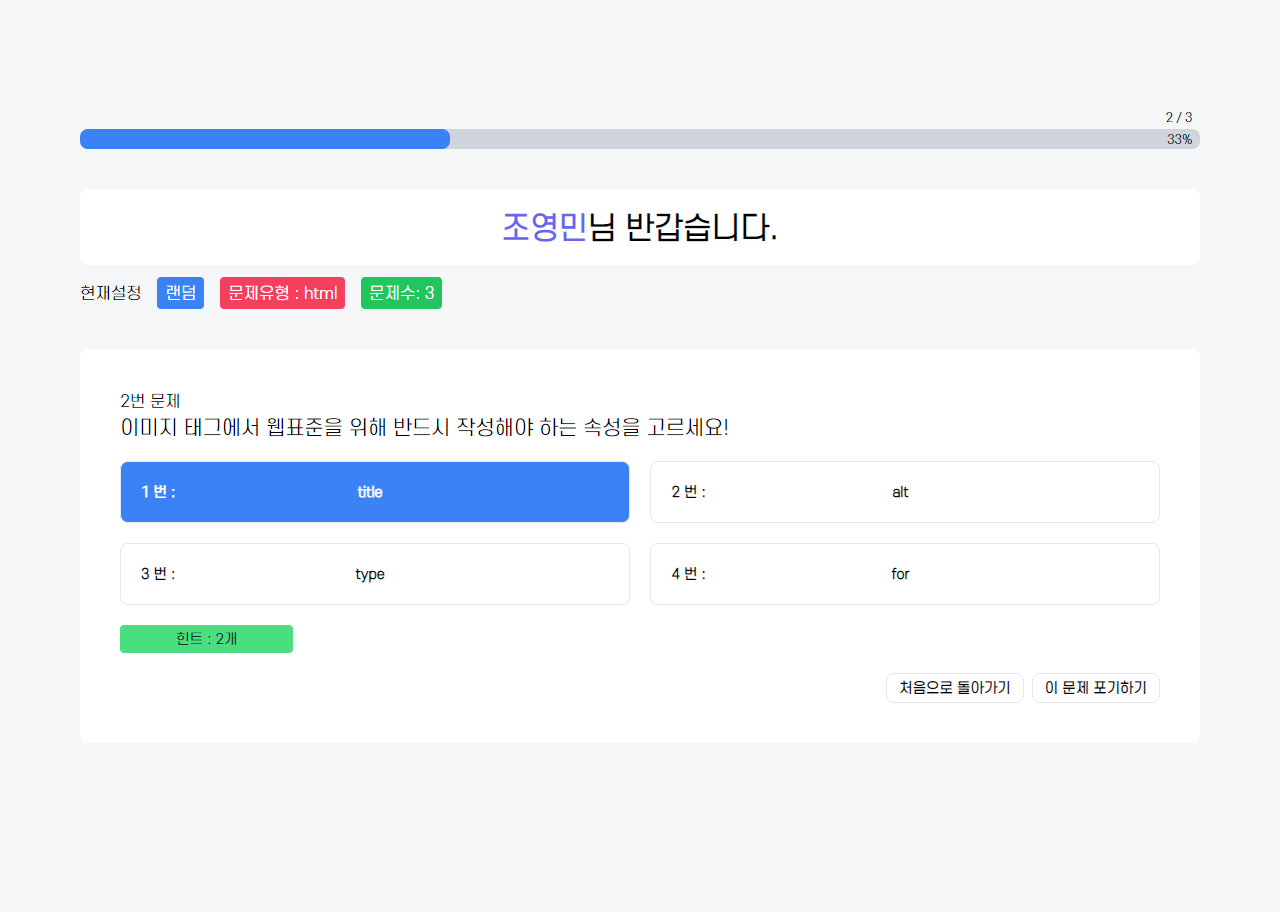 2 / 3
33%
조영민님 반갑습니다.
현재설정 랜덤 문제유형 : html 문제수: 3
2번 문제
이미지 태그에서 웹표준을 위해 반드시 작성해야 하는 속성을 고르세요!
1 번 : title
2 번 : alt
3 번 : type
4 번 : for
힌트 : 2개
처음으로 돌아가기 이 문제 포기하기